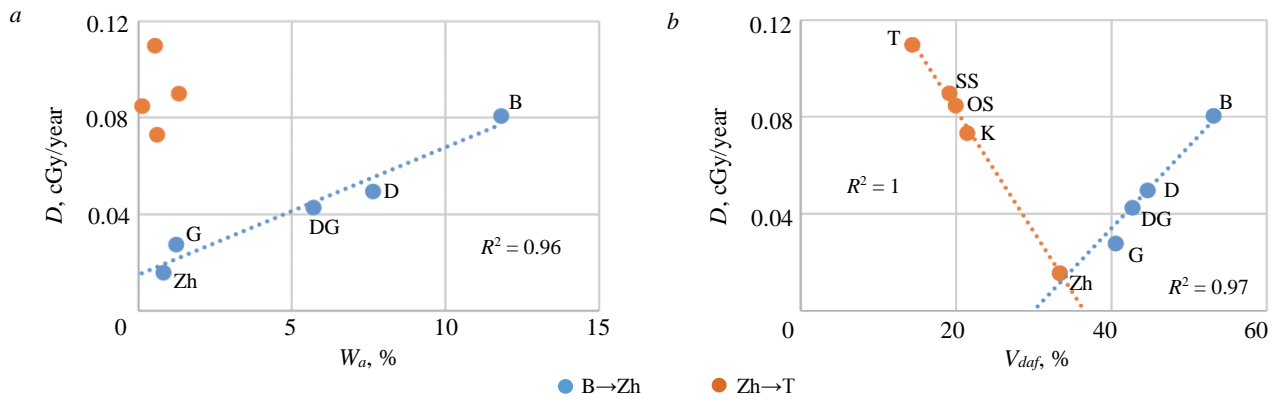 a
0.12
0.08
0.04
0
D, cGy/year
B
D
DG
G
Zh
R² = 0.96
5
10
15
Wₐ, %
b
0.12
0.08
0.04
0
D, cGy/year
T
SS
OS
K
B
D
DG
G
Zh
R² = 1
R² = 0.97
20
40
60
V_daf, %
B→Zh
Zh→T